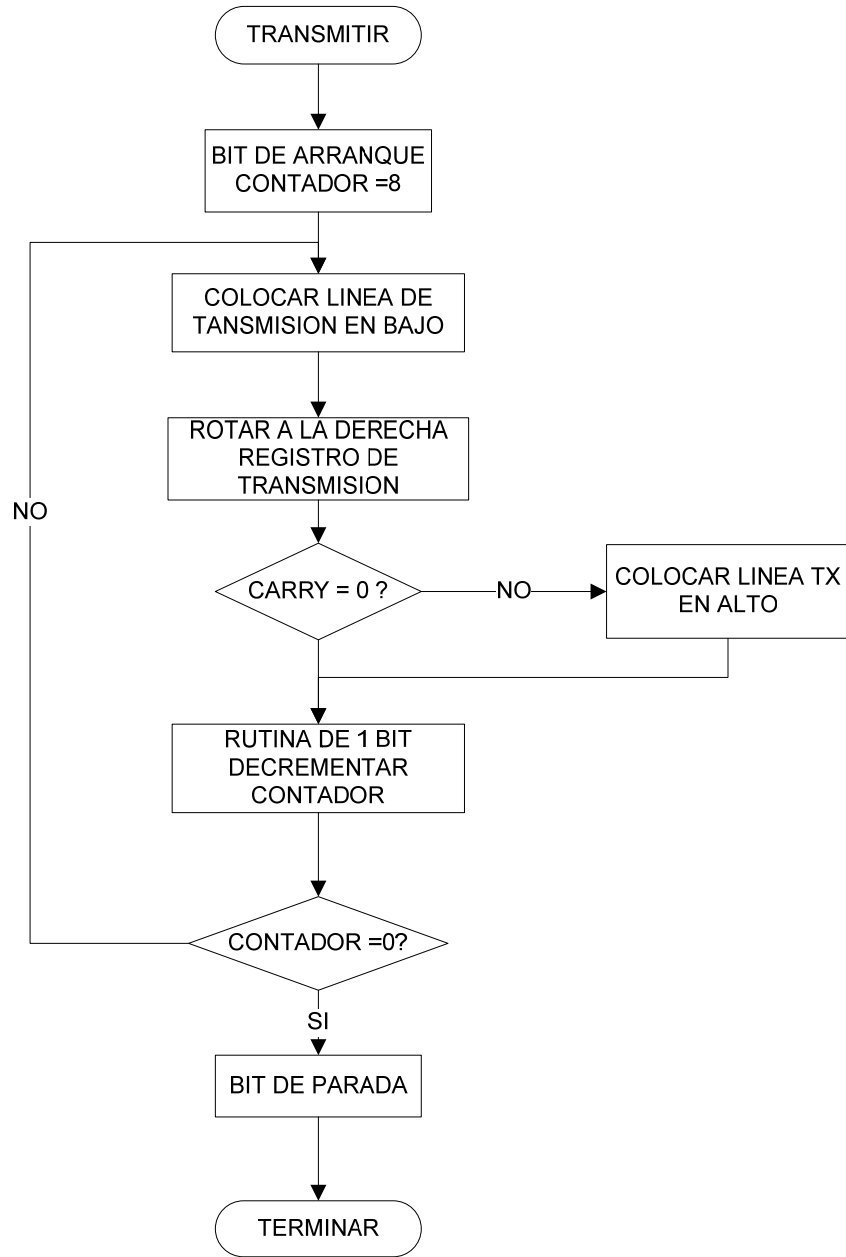 TRANSMITIR
BIT DE ARRANQUE
CONTADOR =8
COLOCAR LINEA DE
TANSMISION EN BAJO
ROTAR A LA DERECHA
REGISTRO DE
TRANSMISION
NO
CARRY = 0 ?
NO
COLOCAR LINEA TX
EN ALTO
RUTINA DE 1 BIT
DECREMENTAR
CONTADOR
CONTADOR =0?
SI
BIT DE PARADA
TERMINAR